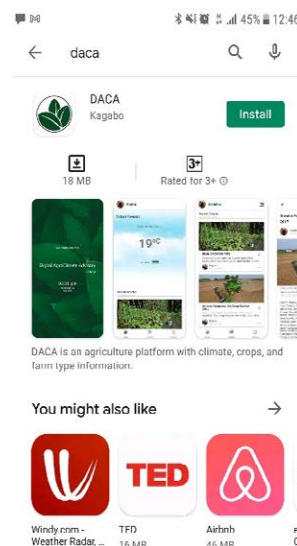 45% 12:46
daca
DACA
Kagabo
Install
18 MB
3+
Rated for 3+
19°C
DACA is an agriculture platform with climate, crops, and
farm type information.
You might also like
TED
Windy.com -
Weather Radar, ...
TED
16 MB
Airbnb
46 MB